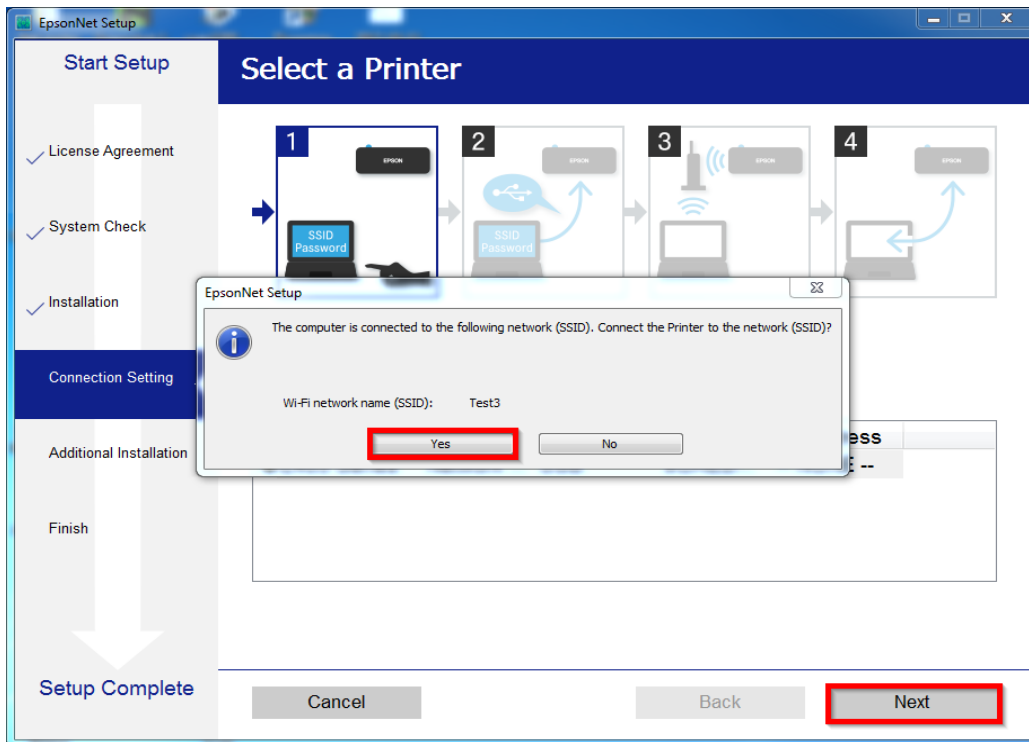 EpsonNet Setup
Start Setup
Select a Printer
License Agreement
System Check
Installation
Connection Setting
Additional Installation
Finish
Setup Complete
1
EPSON
SSID
Password
2
EPSON
SSID
Password
3
EPSON
4
EPSON
EpsonNet Setup
The computer is connected to the following network (SSID). Connect the Printer to the network (SSID)?
Wi-Fi network name (SSID): Test3
Yes No
ess
--
Cancel Back Next